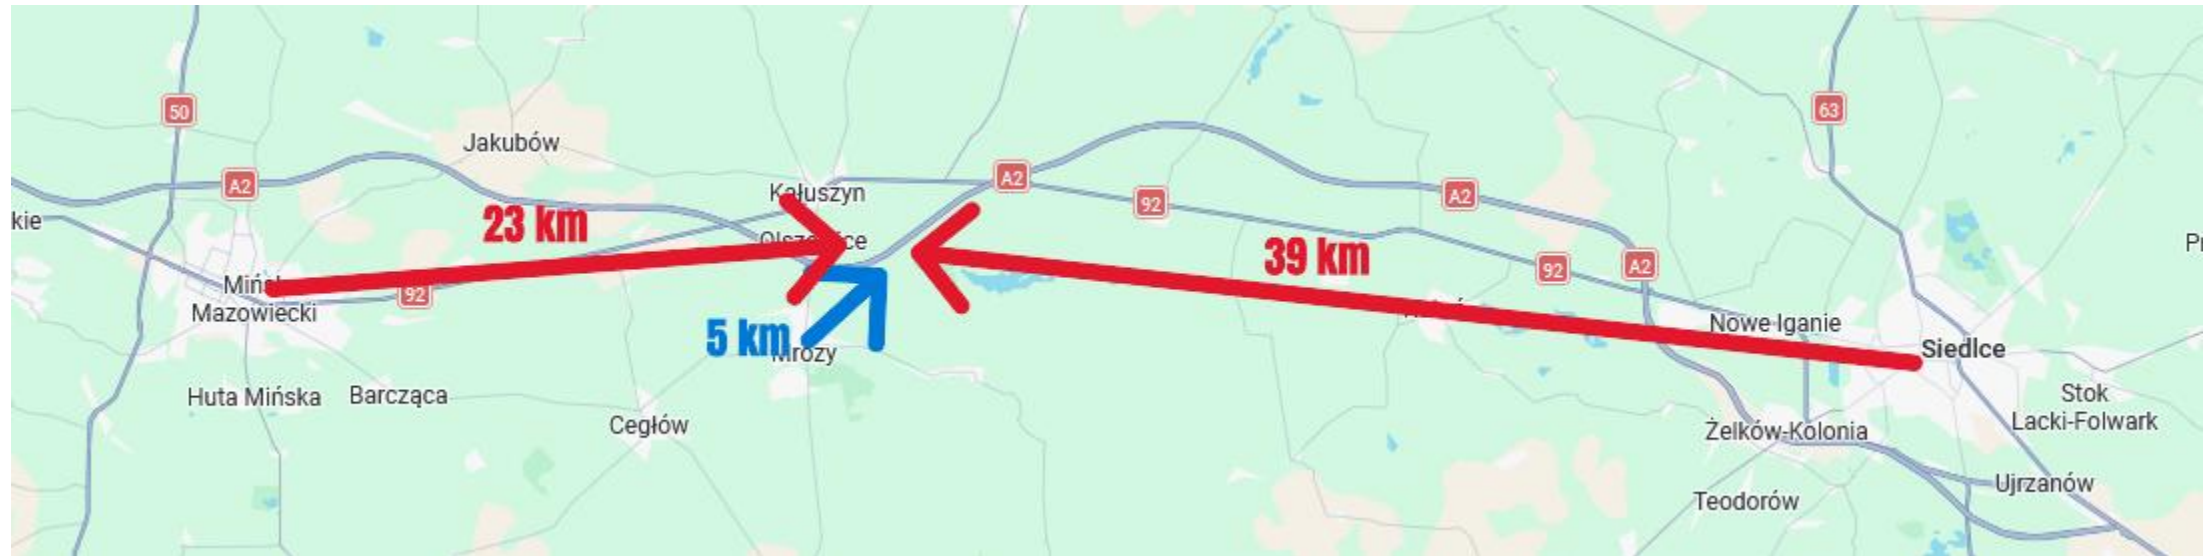 50
63
Jakubów
A2
A2
Kałuszyn
92
A2
kie
23 km
39 km
A2
92
92
Mazowiecki
5 km
Mrozy
Nowe Iganie
Siedlce
Huta Mińska
Barcząca
Cegłów
Stok
Lacki-Folwark
Żelków-Kolonia
Ujrzanów
Teodorów